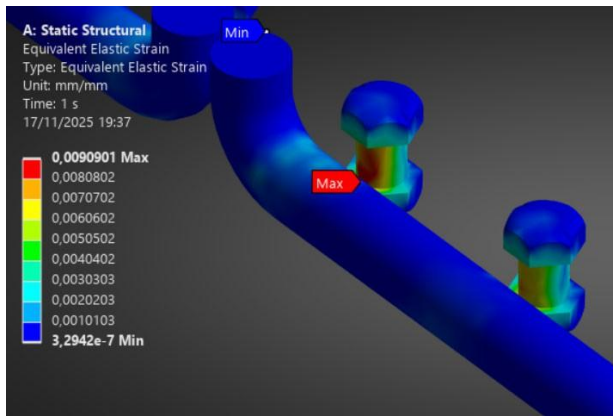 A: Static Structural
Equivalent Elastic Strain
Type: Equivalent Elastic Strain
Unit: mm/mm
Time: 1 s
17/11/2025 19:37
0,0090901 Max
0,0080802
0,0070702
0,0060602
0,0050502
0,0040402
0,0030303
0,0020203
0,0010103
3,2942e-7 Min
Min
Max